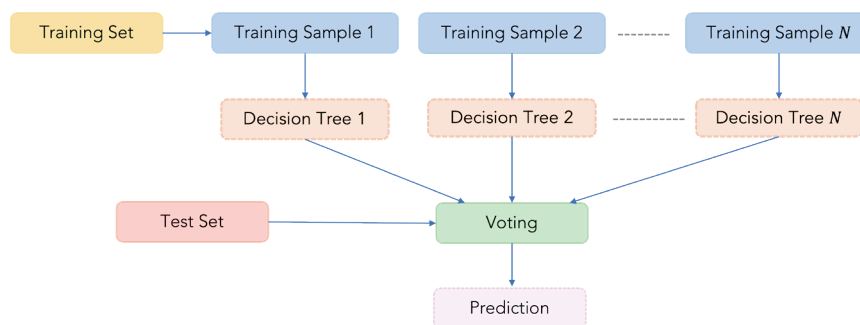 Training Set
Training Sample 1
Training Sample 2
Training Sample N
Decision Tree 1
Decision Tree 2
Decision Tree N
Test Set
Voting
Prediction